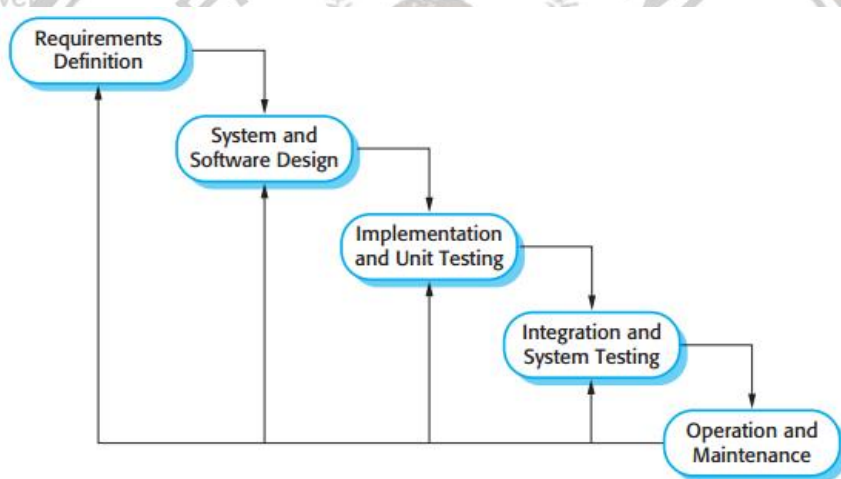 Requirements
Definition
System and
Software Design
Implementation
and Unit Testing
Integration and
System Testing
Operation and
Maintenance